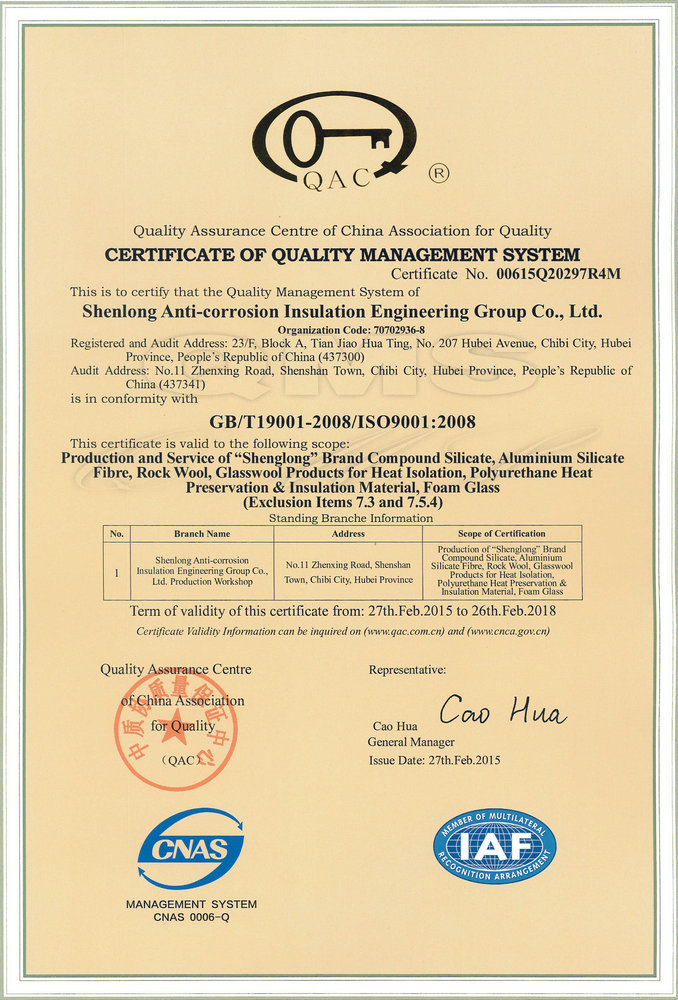 QAC
®
Quality Assurance Centre of China Association for Quality
CERTIFICATE OF QUALITY MANAGEMENT SYSTEM
Certificate No. 00615Q20297R4M
This is to certify that the Quality Management System of
Shenlong Anti-corrosion Insulation Engineering Group Co., Ltd.
Organization Code: 70702936-8
Registered and Audit Address: 23/F, Block A, Tian Jiao Hua Ting, No. 207 Hubei Avenue, Chibi City, Hubei
Province, People's Republic of China (437300)
Audit Address: No.11 Zhenxing Road, Shenshan Town, Chibi City, Hubei Province, People's Republic of
China (437341)
is in conformity with
QMS
GB/T19001-2008/ISO9001:2008
This certificate is valid to the following scope:
Production and Service of “Shenglong” Brand Compound Silicate, Aluminium Silicate
Fibre, Rock Wool, Glasswool Products for Heat Isolation, Polyurethane Heat
Preservation & Insulation Material, Foam Glass
(Exclusion Items 7.3 and 7.5.4)
Standing Branche Information
No. Branch Name Address Scope of Certification
1
Shenlong Anti-corrosion
Insulation Engineering Group Co.,
Ltd. Production Workshop
No.11 Zhenxing Road, Shenshan
Town, Chibi City, Hubei Province
Production of “Shenglong” Brand
Compound Silicate, Aluminium
Silicate Fibre, Rock Wool, Glasswool
Products for Heat Isolation,
Polyurethane Heat Preservation &
Insulation Material, Foam Glass
Term of validity of this certificate from: 27th.Feb.2015 to 26th.Feb.2018
Certificate Validity Information can be inquired on (www.qac.com.cn) and (www.cnca.gov.cn)
Quality Assurance Centre
of China Association
for Quality
(QAC)
中质协质量保证中心
Representative:
Cao Hua
Cao Hua
General Manager
Issue Date: 27th.Feb.2015
CNAS
MANAGEMENT SYSTEM
CNAS 0006-Q
MEMBER OF MULTILATERAL
IAF
RECOGNITION ARRANGEMENT